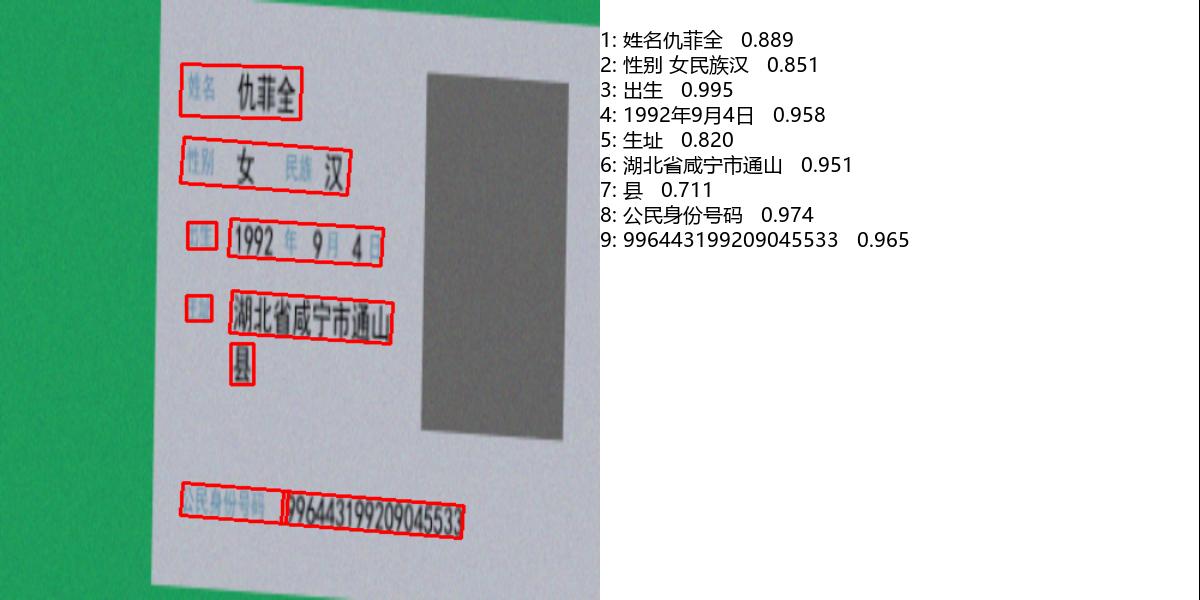 姓名 仇菲全
性别 女 民族 汉
出生 1992 年 9 月 4 日
湖北省咸宁市通山
县
公民身份号码 996443199209045533
1: 姓名仇菲全 0.889
2: 性别 女民族汉 0.851
3: 出生 0.995
4: 1992年9月4日 0.958
5: 生址 0.820
6: 湖北省咸宁市通山 0.951
7: 县 0.711
8: 公民身份号码 0.974
9: 996443199209045533 0.965